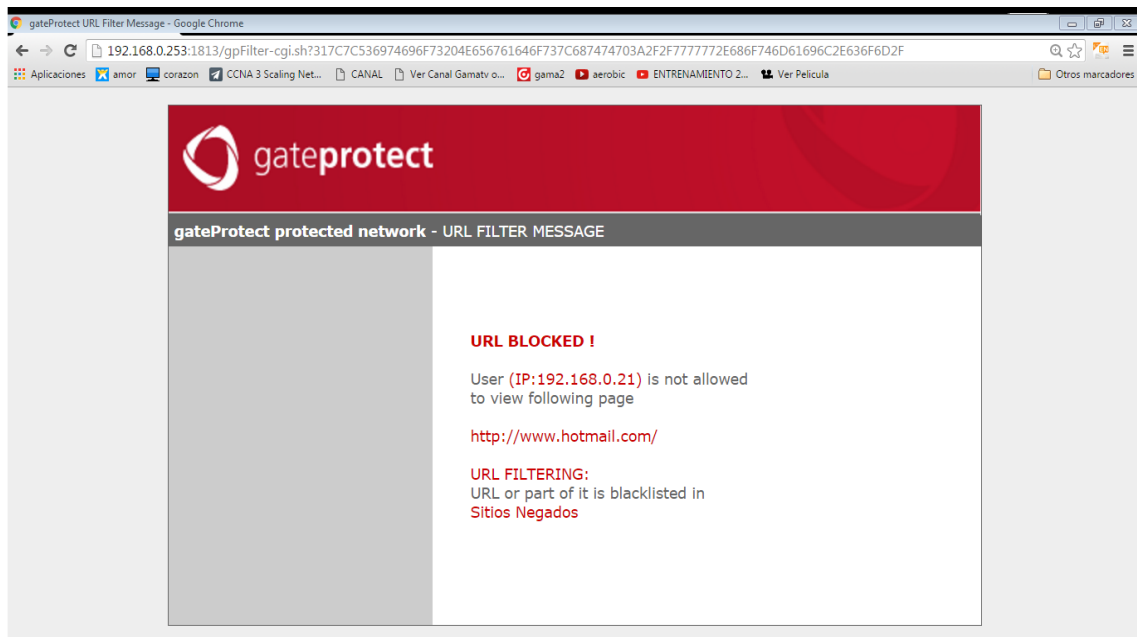 gateProtect URL Filter Message - Google Chrome
192.168.0.253:1813/gpFilter-cgi.sh?317C7C536974696F73204E656761646F737C687474703A2F2F7777772E686F746D61696C2E636F6D2F
Aplicaciones amor corazon CCNA 3 Scaling Net... CANAL Ver Canal Gamatv o... gama2 aerobic ENTRENAMIENTO 2... Ver Pelicula Otros marcadores
gateprotect
gateProtect protected network - URL FILTER MESSAGE
URL BLOCKED !
User (IP:192.168.0.21) is not allowed
to view following page
http://www.hotmail.com/
URL FILTERING:
URL or part of it is blacklisted in
Sitios Negados